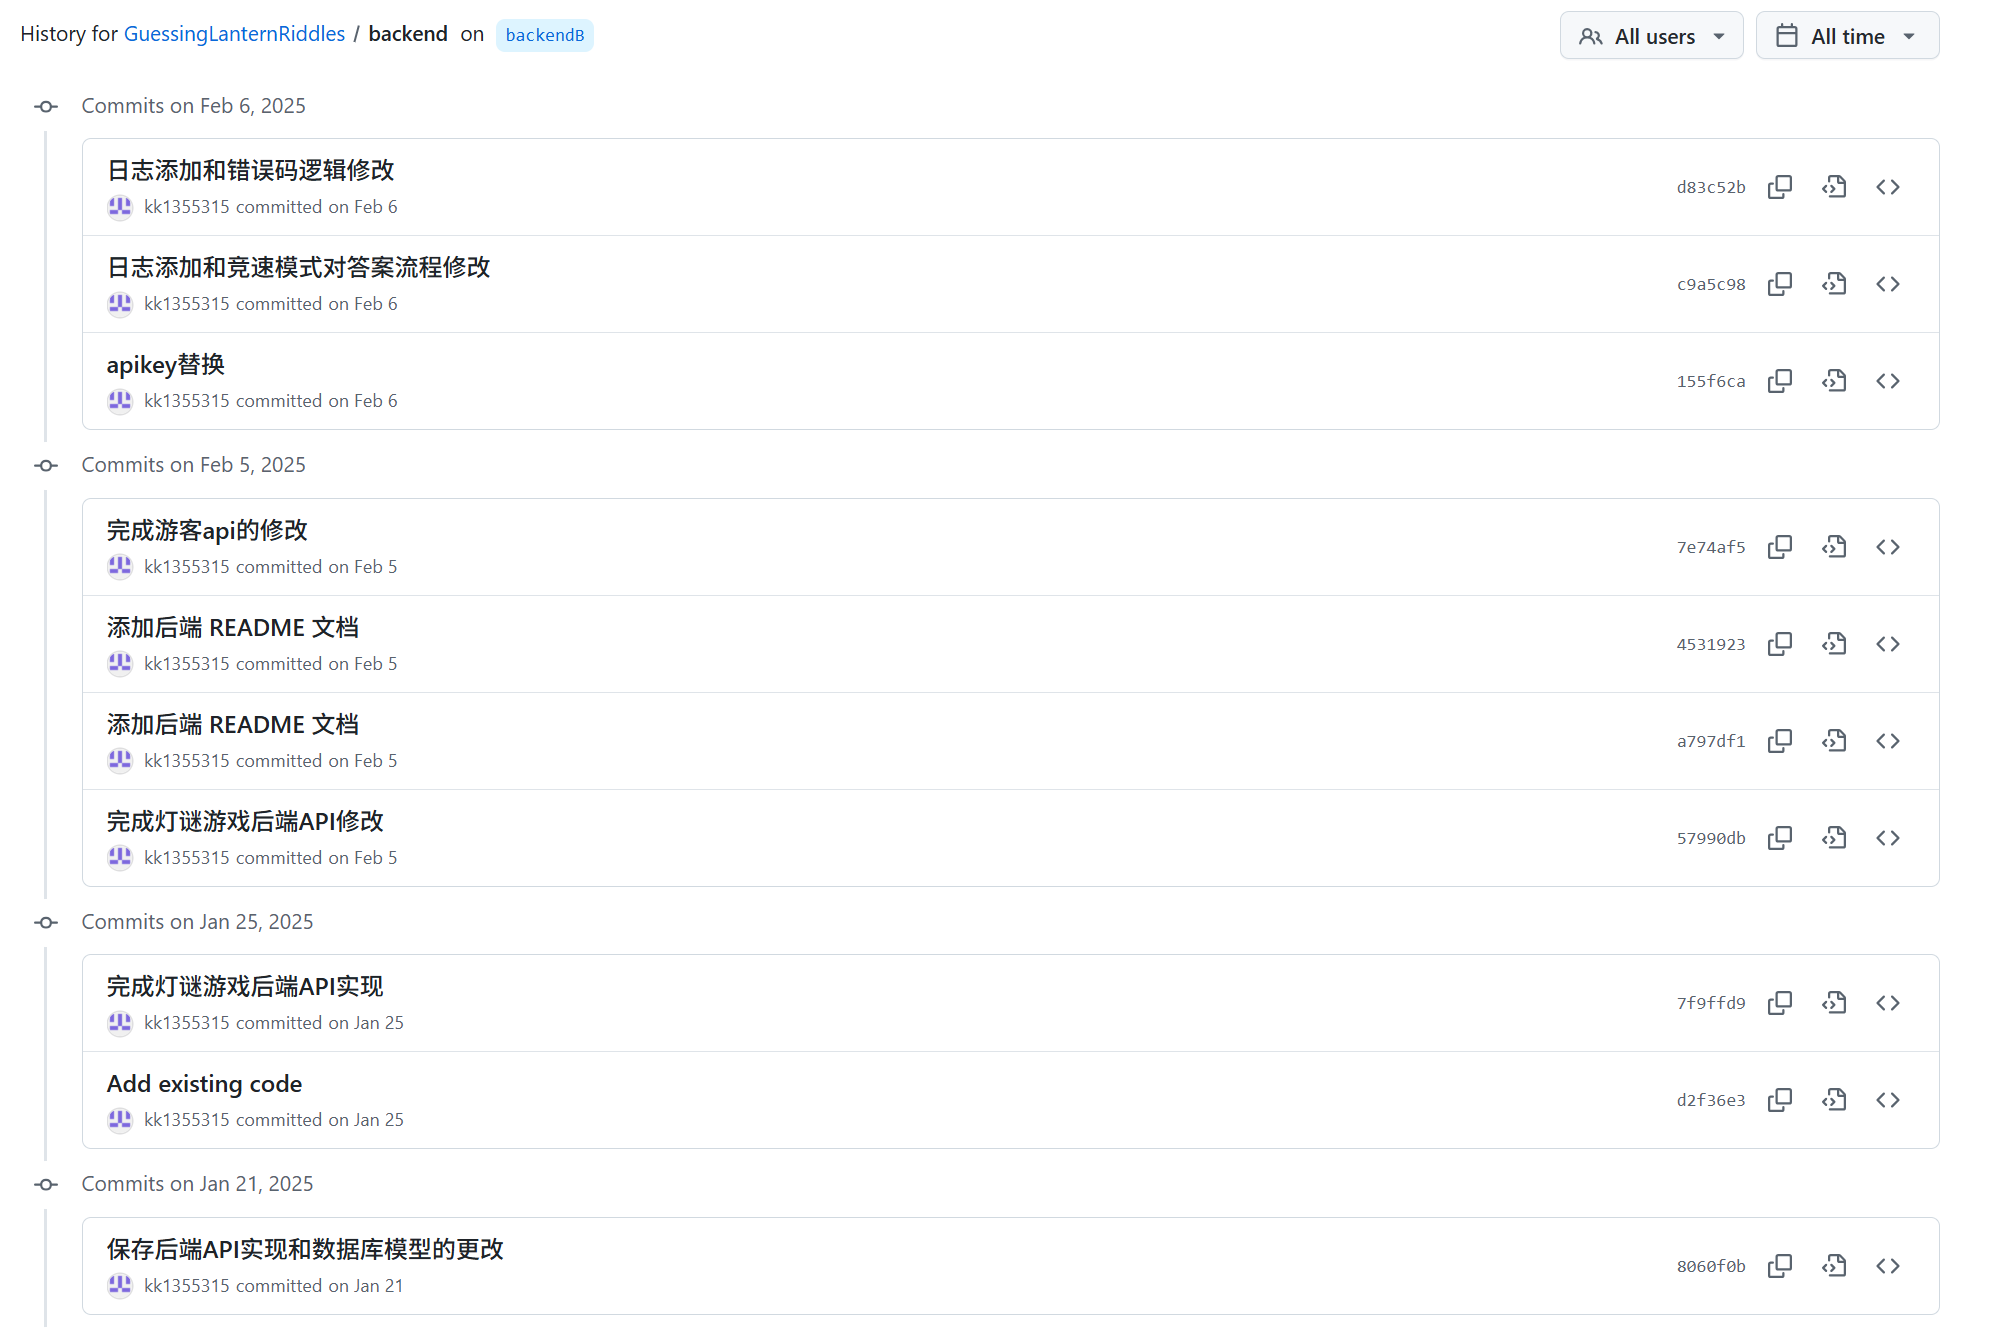 History for GuessingLanternRiddles / backend on backendB
All users
All time
Commits on Feb 6, 2025
日志添加和错误码逻辑修改
kk1355315 committed on Feb 6
d83c52b
日志添加和竞速模式对答案流程修改
kk1355315 committed on Feb 6
c9a5c98
apikey替换
kk1355315 committed on Feb 6
155f6ca
Commits on Feb 5, 2025
完成游客api的修改
kk1355315 committed on Feb 5
7e74af5
添加后端 README 文档
kk1355315 committed on Feb 5
4531923
添加后端 README 文档
kk1355315 committed on Feb 5
a797df1
完成灯谜游戏后端API修改
kk1355315 committed on Feb 5
57990db
Commits on Jan 25, 2025
完成灯谜游戏后端API实现
kk1355315 committed on Jan 25
7f9ffd9
Add existing code
kk1355315 committed on Jan 25
d2f36e3
Commits on Jan 21, 2025
保存后端API实现和数据库模型的更改
kk1355315 committed on Jan 21
8060f0b